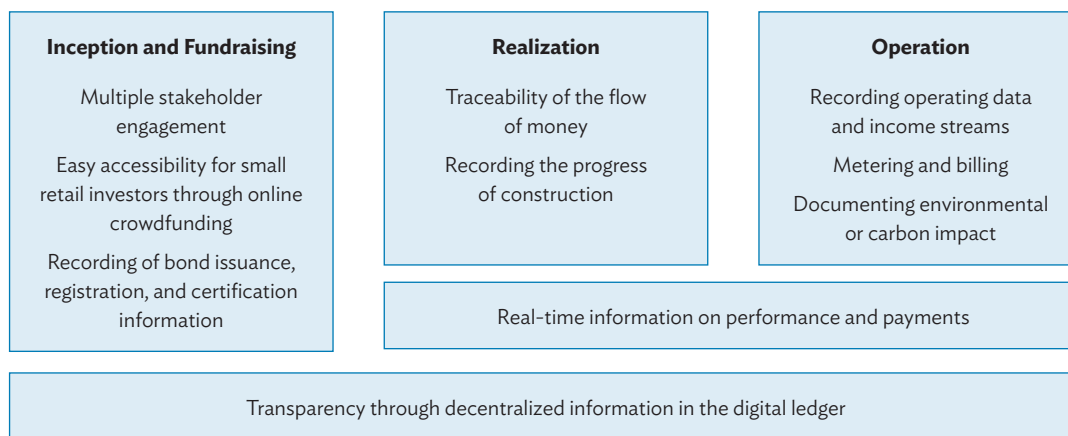 Inception and Fundraising
Multiple stakeholder
engagement
Easy accessibility for small
retail investors through online
crowdfunding
Recording of bond issuance,
registration, and certification
information
Realization
Traceability of the flow
of money
Recording the progress
of construction
Operation
Recording operating data
and income streams
Metering and billing
Documenting environmental
or carbon impact
Real-time information on performance and payments
Transparency through decentralized information in the digital ledger